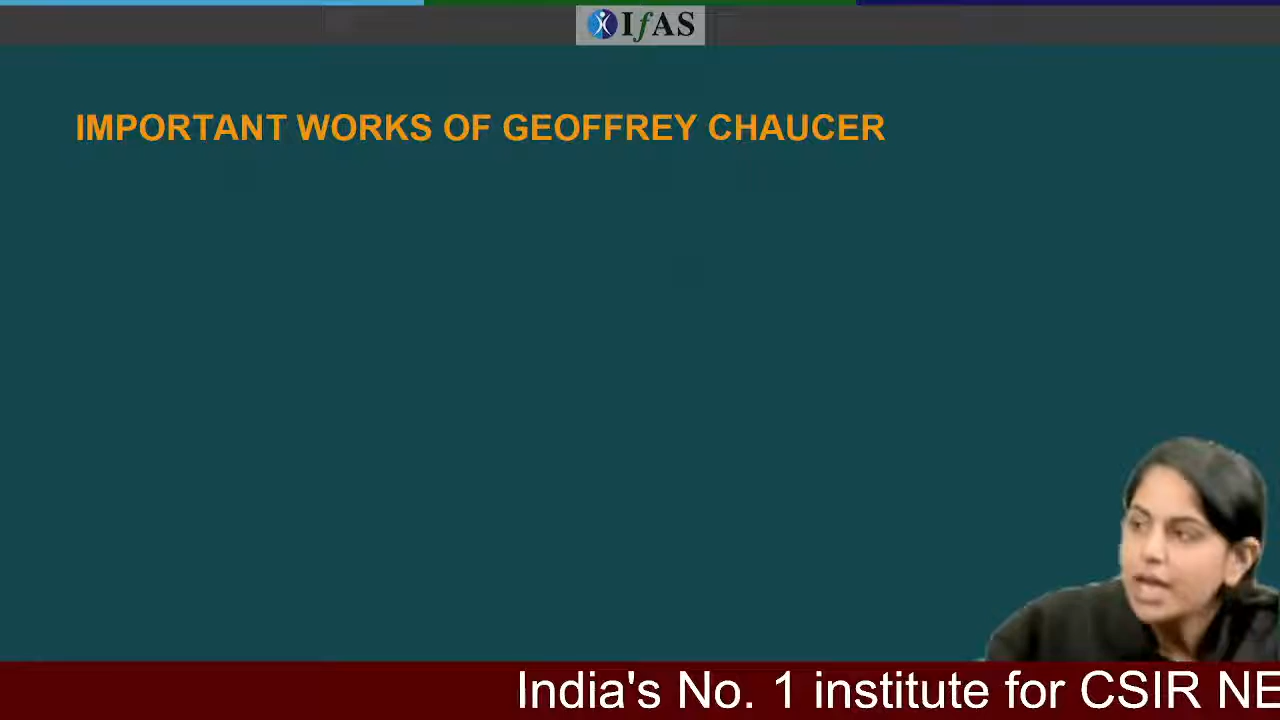 IfAS
IMPORTANT WORKS OF GEOFFREY CHAUCER
India's No. 1 institute for CSIR NE